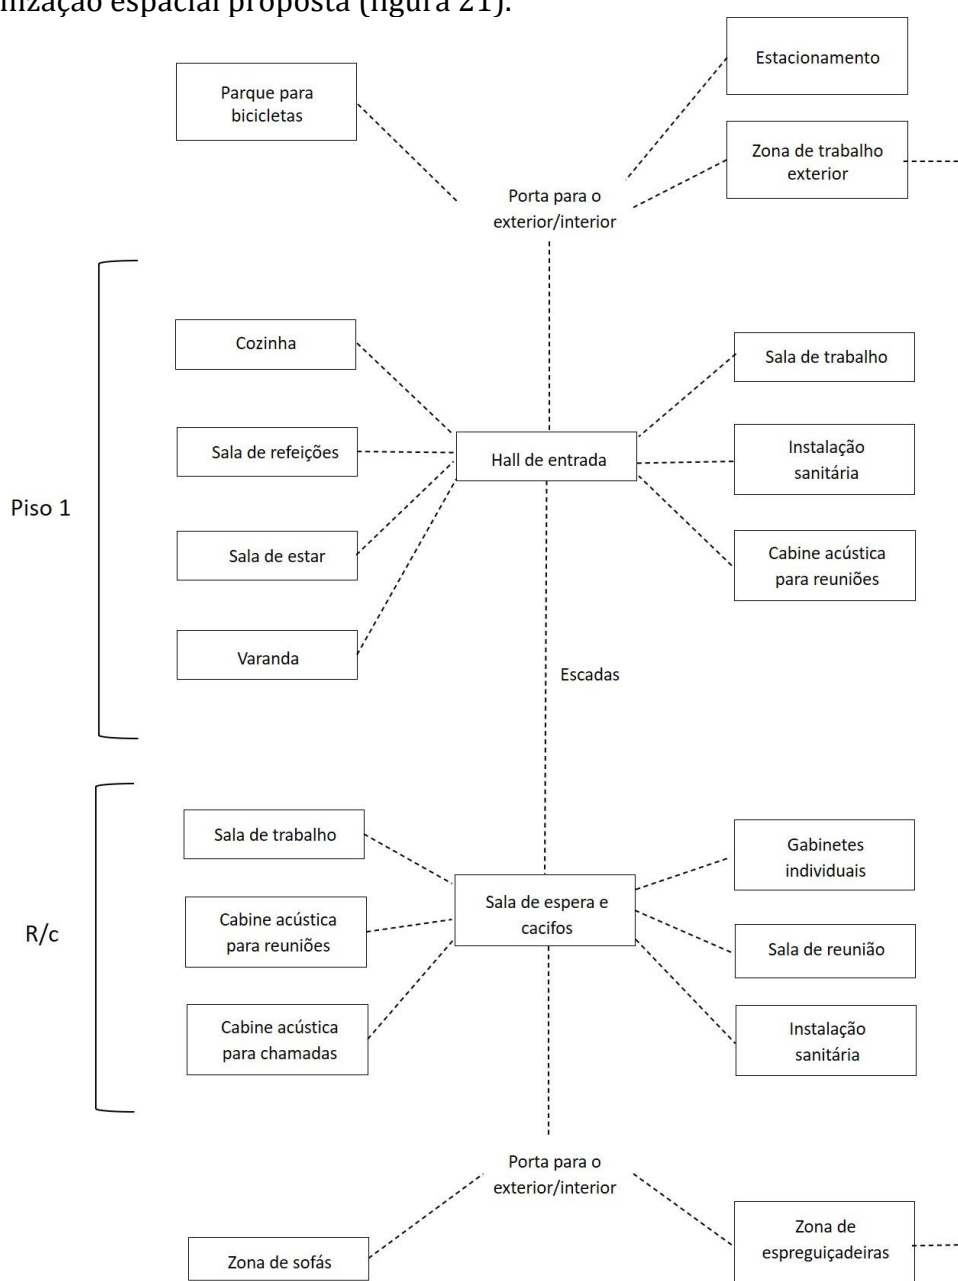 nização espacial proposta (figura 21).
Estacionamento
Parque para
bicicletas
Zona de trabalho
exterior
Porta para o
exterior/interior
Cozinha
Sala de trabalho
Sala de refeições
Hall de entrada
Instalação
sanitária
Piso 1
Sala de estar
Cabine acústica
para reuniões
Varanda
Escadas
Sala de trabalho
Gabinetes
individuais
Sala de espera e
cacifos
R/c
Cabine acústica
para reuniões
Sala de reunião
Cabine acústica
para chamadas
Instalação
sanitária
Porta para o
exterior/interior
Zona de sofás
Zona de
espreguiçadeiras